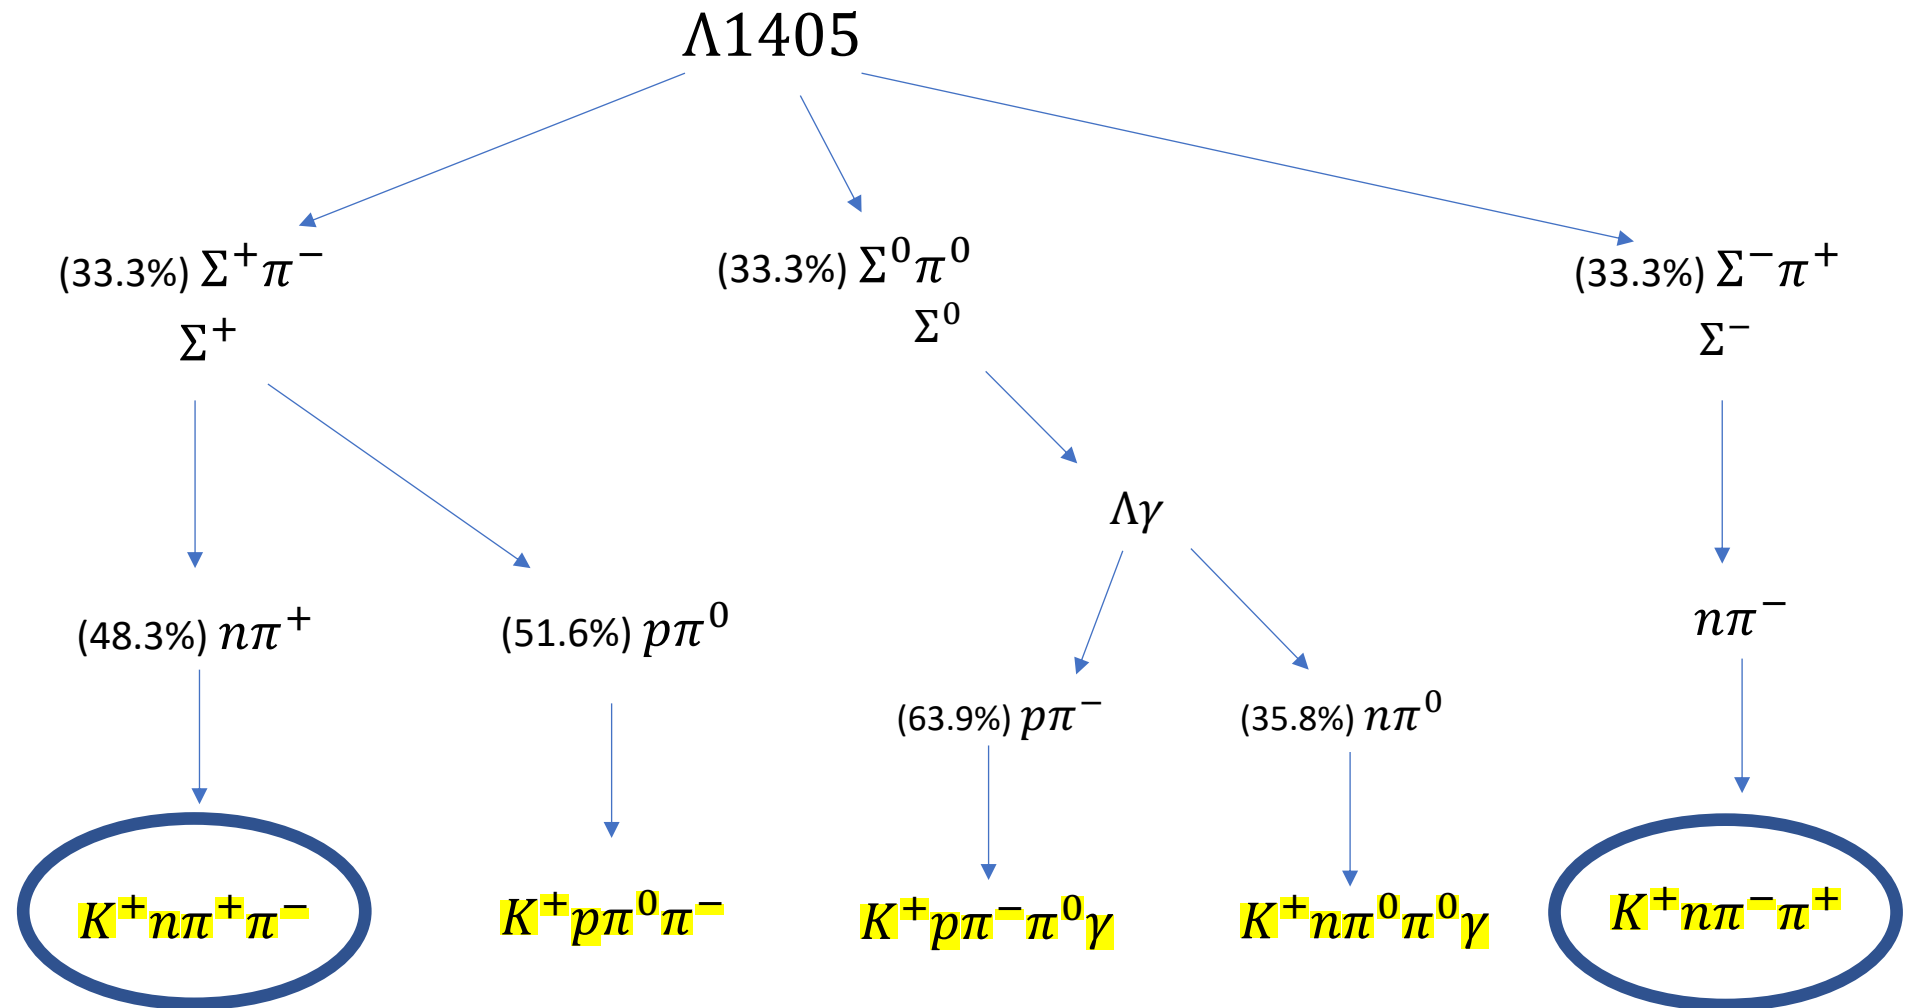 Λ1405
(33.3%) Σ⁺π⁻
(33.3%) Σ⁰π⁰
(33.3%) Σ⁻π⁺
Σ⁺
Σ⁰
Σ⁻
Λγ
(48.3%) nπ⁺
(51.6%) pπ⁰
nπ⁻
(63.9%) pπ⁻
(35.8%) nπ⁰
K⁺nπ⁺π⁻
K⁺pπ⁰π⁻
K⁺pπ⁻π⁰γ
K⁺nπ⁰π⁰γ
K⁺nπ⁻π⁺